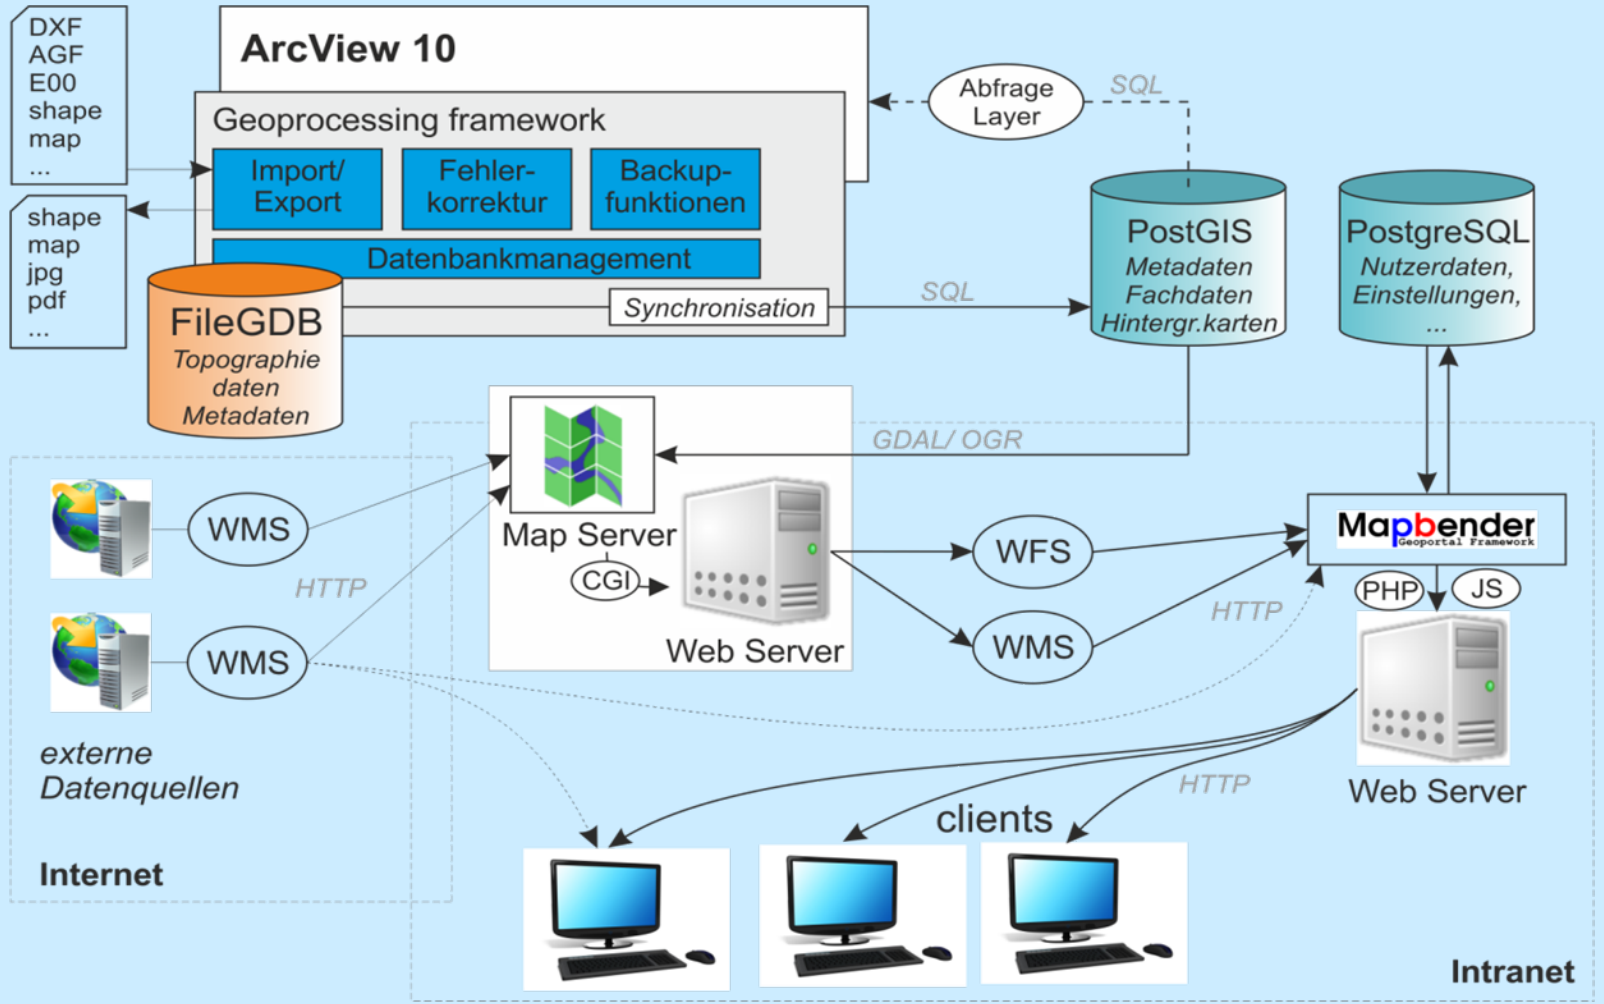 DXF
AGF
E00
shape
map
...
shape
map
jpg
pdf
...
ArcView 10
Geoprocessing framework
Import/
Export
Fehler-
korrektur
Backup-
funktionen
Datenbankmanagement
Synchronisation
FileGDB
Topographie
daten
Metadaten
Abfrage
Layer
SQL
SQL
PostGIS
Metadaten
Fachdaten
Hintergr.karten
PostgreSQL
Nutzerdaten,
Einstellungen,
...
GDAL/ OGR
Map Server
CGI
Web Server
WMS
HTTP
WMS
externe
Datenquellen
Internet
WFS
WMS
HTTP
Mapbender
Geoportal Framework
PHP
JS
Web Server
HTTP
clients
Intranet